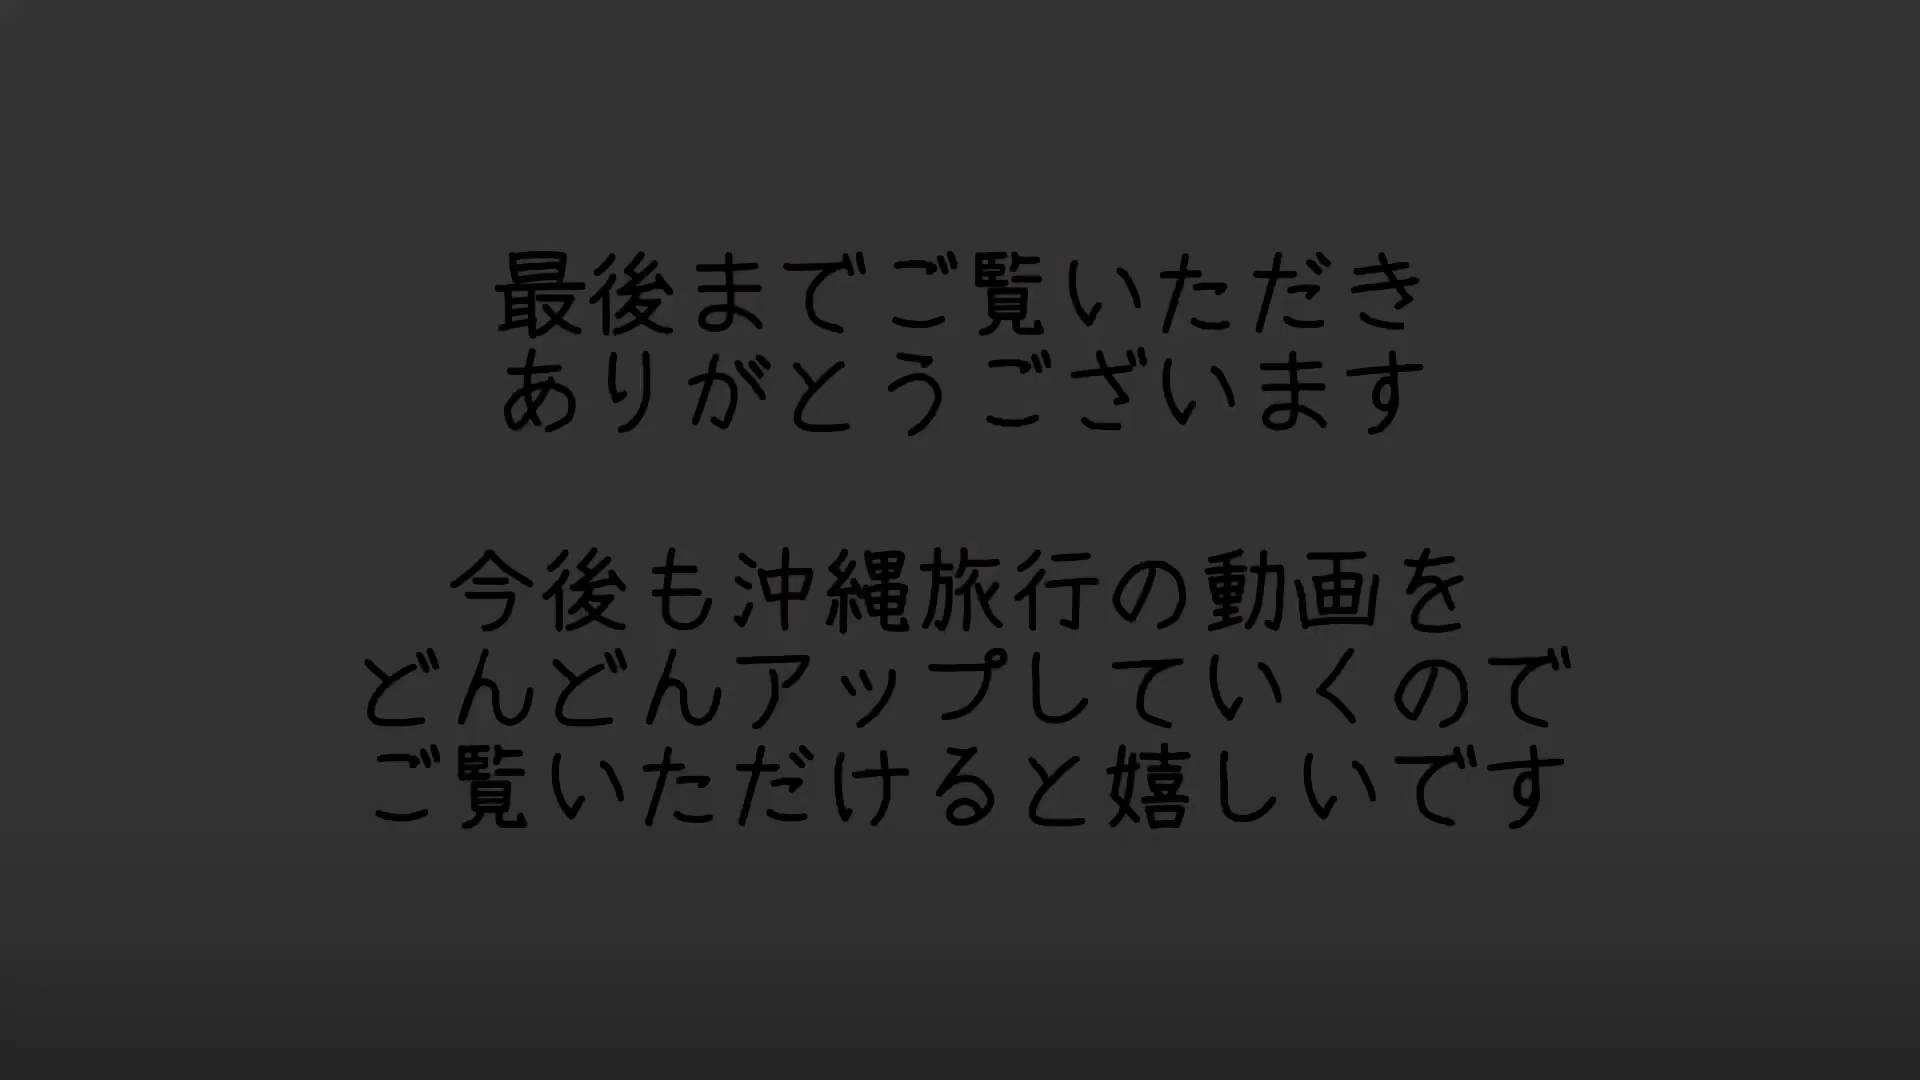 最後までご覧いただき
ありがとうございます
今後も沖縄旅行の動画を
どんどんアップしていくので
ご覧いただけると嬉しいです